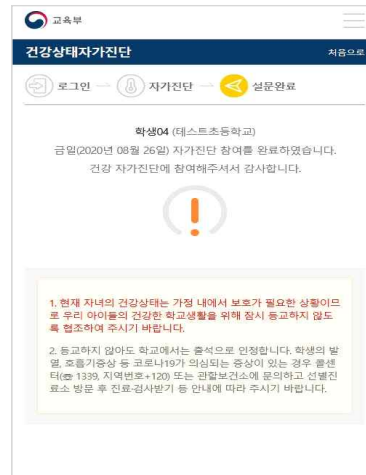 교육부
건강상태자가진단 처음으로
로그인 자가진단 설문완료
학생04 (테스트초등학교)
금일(2020년 08월 26일) 자가진단 참여를 완료하였습니다.
건강 자가진단에 참여해주셔서 감사합니다.
1. 현재 자녀의 건강상태는 가정 내에서 보호가 필요한 상황이므
로 우리 아이들의 건강한 학교생활을 위해 잠시 등교하지 않도
록 협조하여 주시기 바랍니다.
2. 등교하지 않아도 학교에서는 출석으로 인정합니다. 학생의 발
열, 호흡기증상 등 코로나19가 의심되는 증상이 있는 경우 콜센
터(☎ 1339, 지역번호+120) 또는 관할보건소에 문의하고 선별진
료소 방문 후 진료·검사받기 등 안내에 따라 주시기 바랍니다.